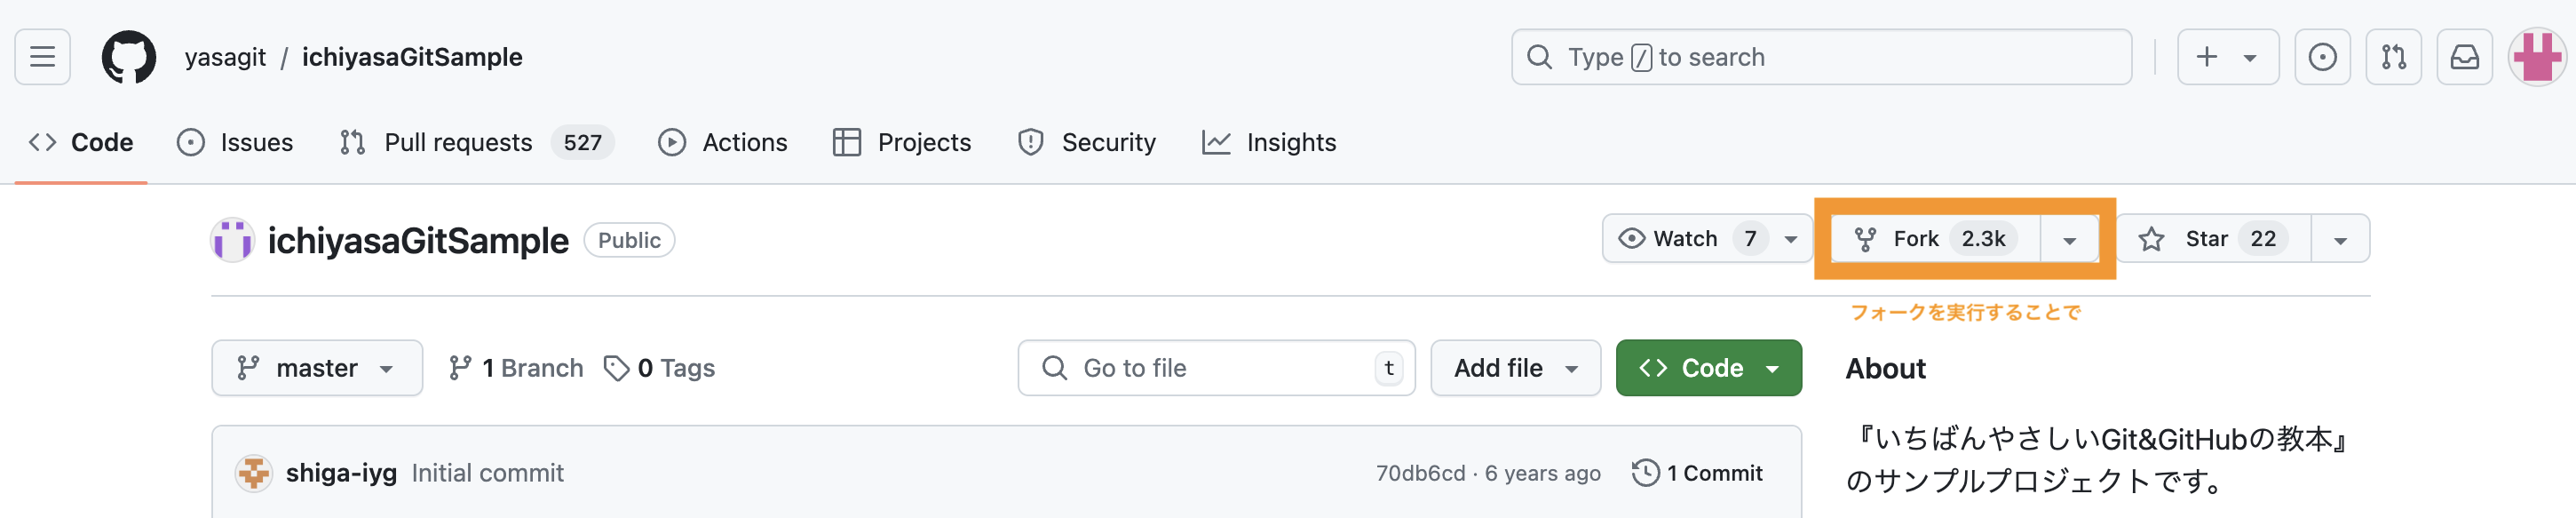 yasagit / ichiyasaGitSample
Type / to search
Code Issues Pull requests 527 Actions Projects Security Insights
ichiyasaGitSample Public
Watch 7 Fork 2.3k Star 22
フォークを実行することで
master 1 Branch 0 Tags Go to file t Add file Code
About
『いちばんやさしいGit&GitHubの教本』
のサンプルプロジェクトです。
shiga-iyg Initial commit 70db6cd · 6 years ago 1 Commit